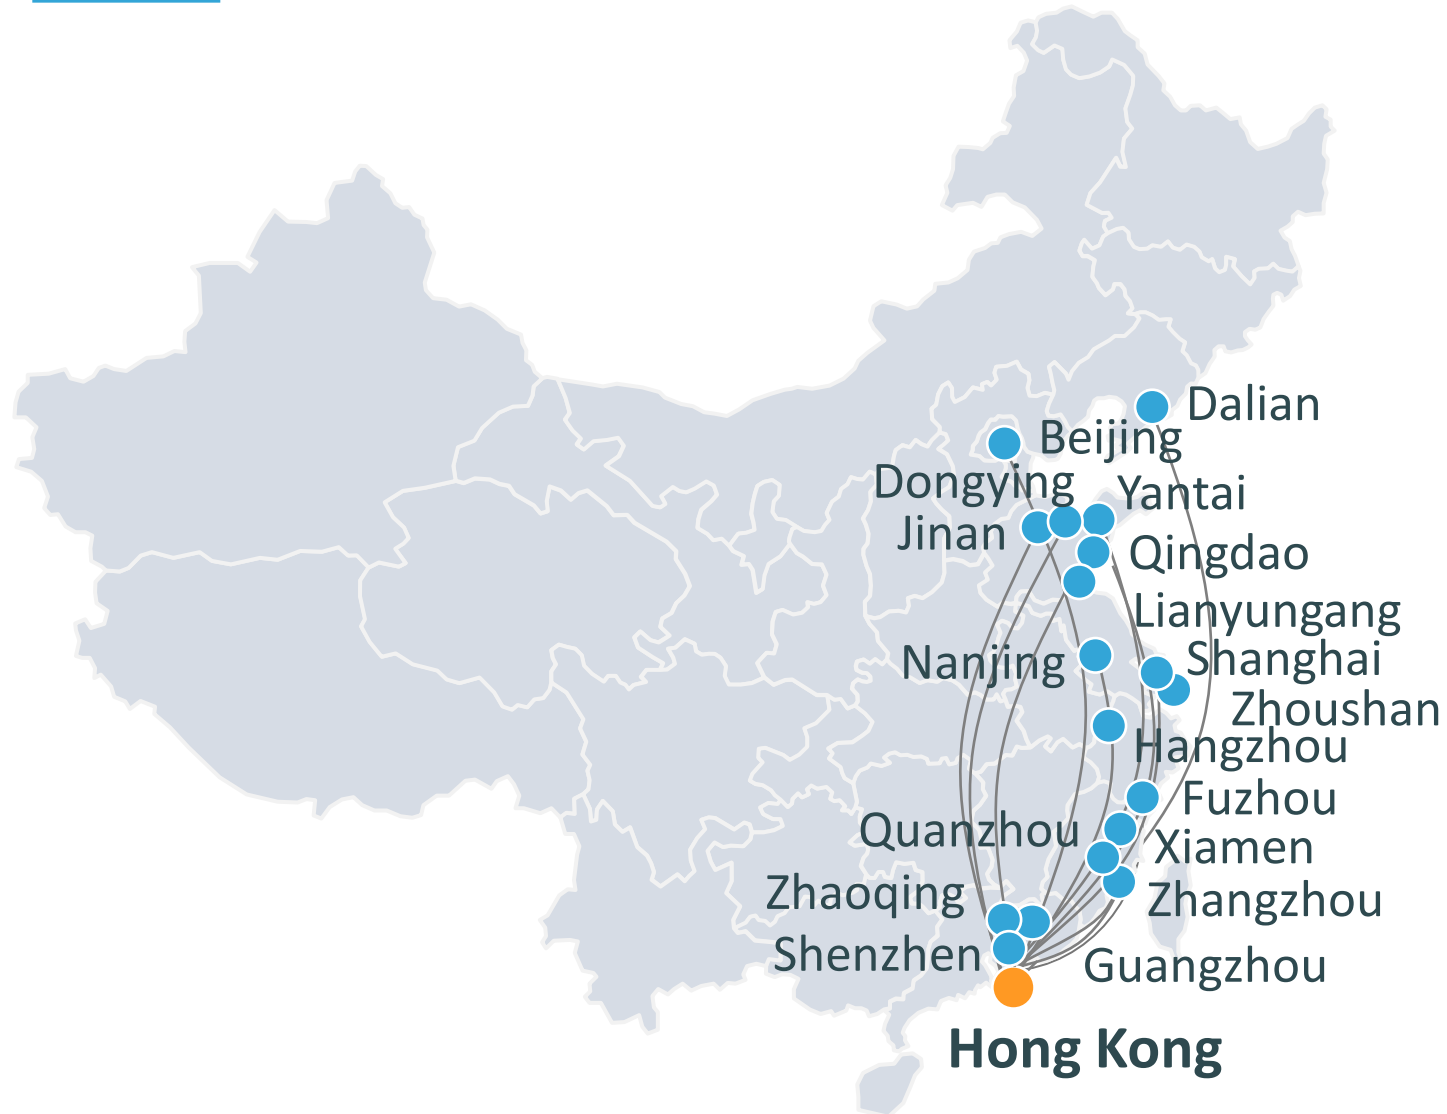 Dalian
Beijing
Dongying
Yantai
Jinan
Qingdao
Lianyungang
Nanjing
Shanghai
Zhoushan
Hangzhou
Fuzhou
Quanzhou
Xiamen
Zhaoqing
Zhangzhou
Shenzhen
Guangzhou
Hong Kong